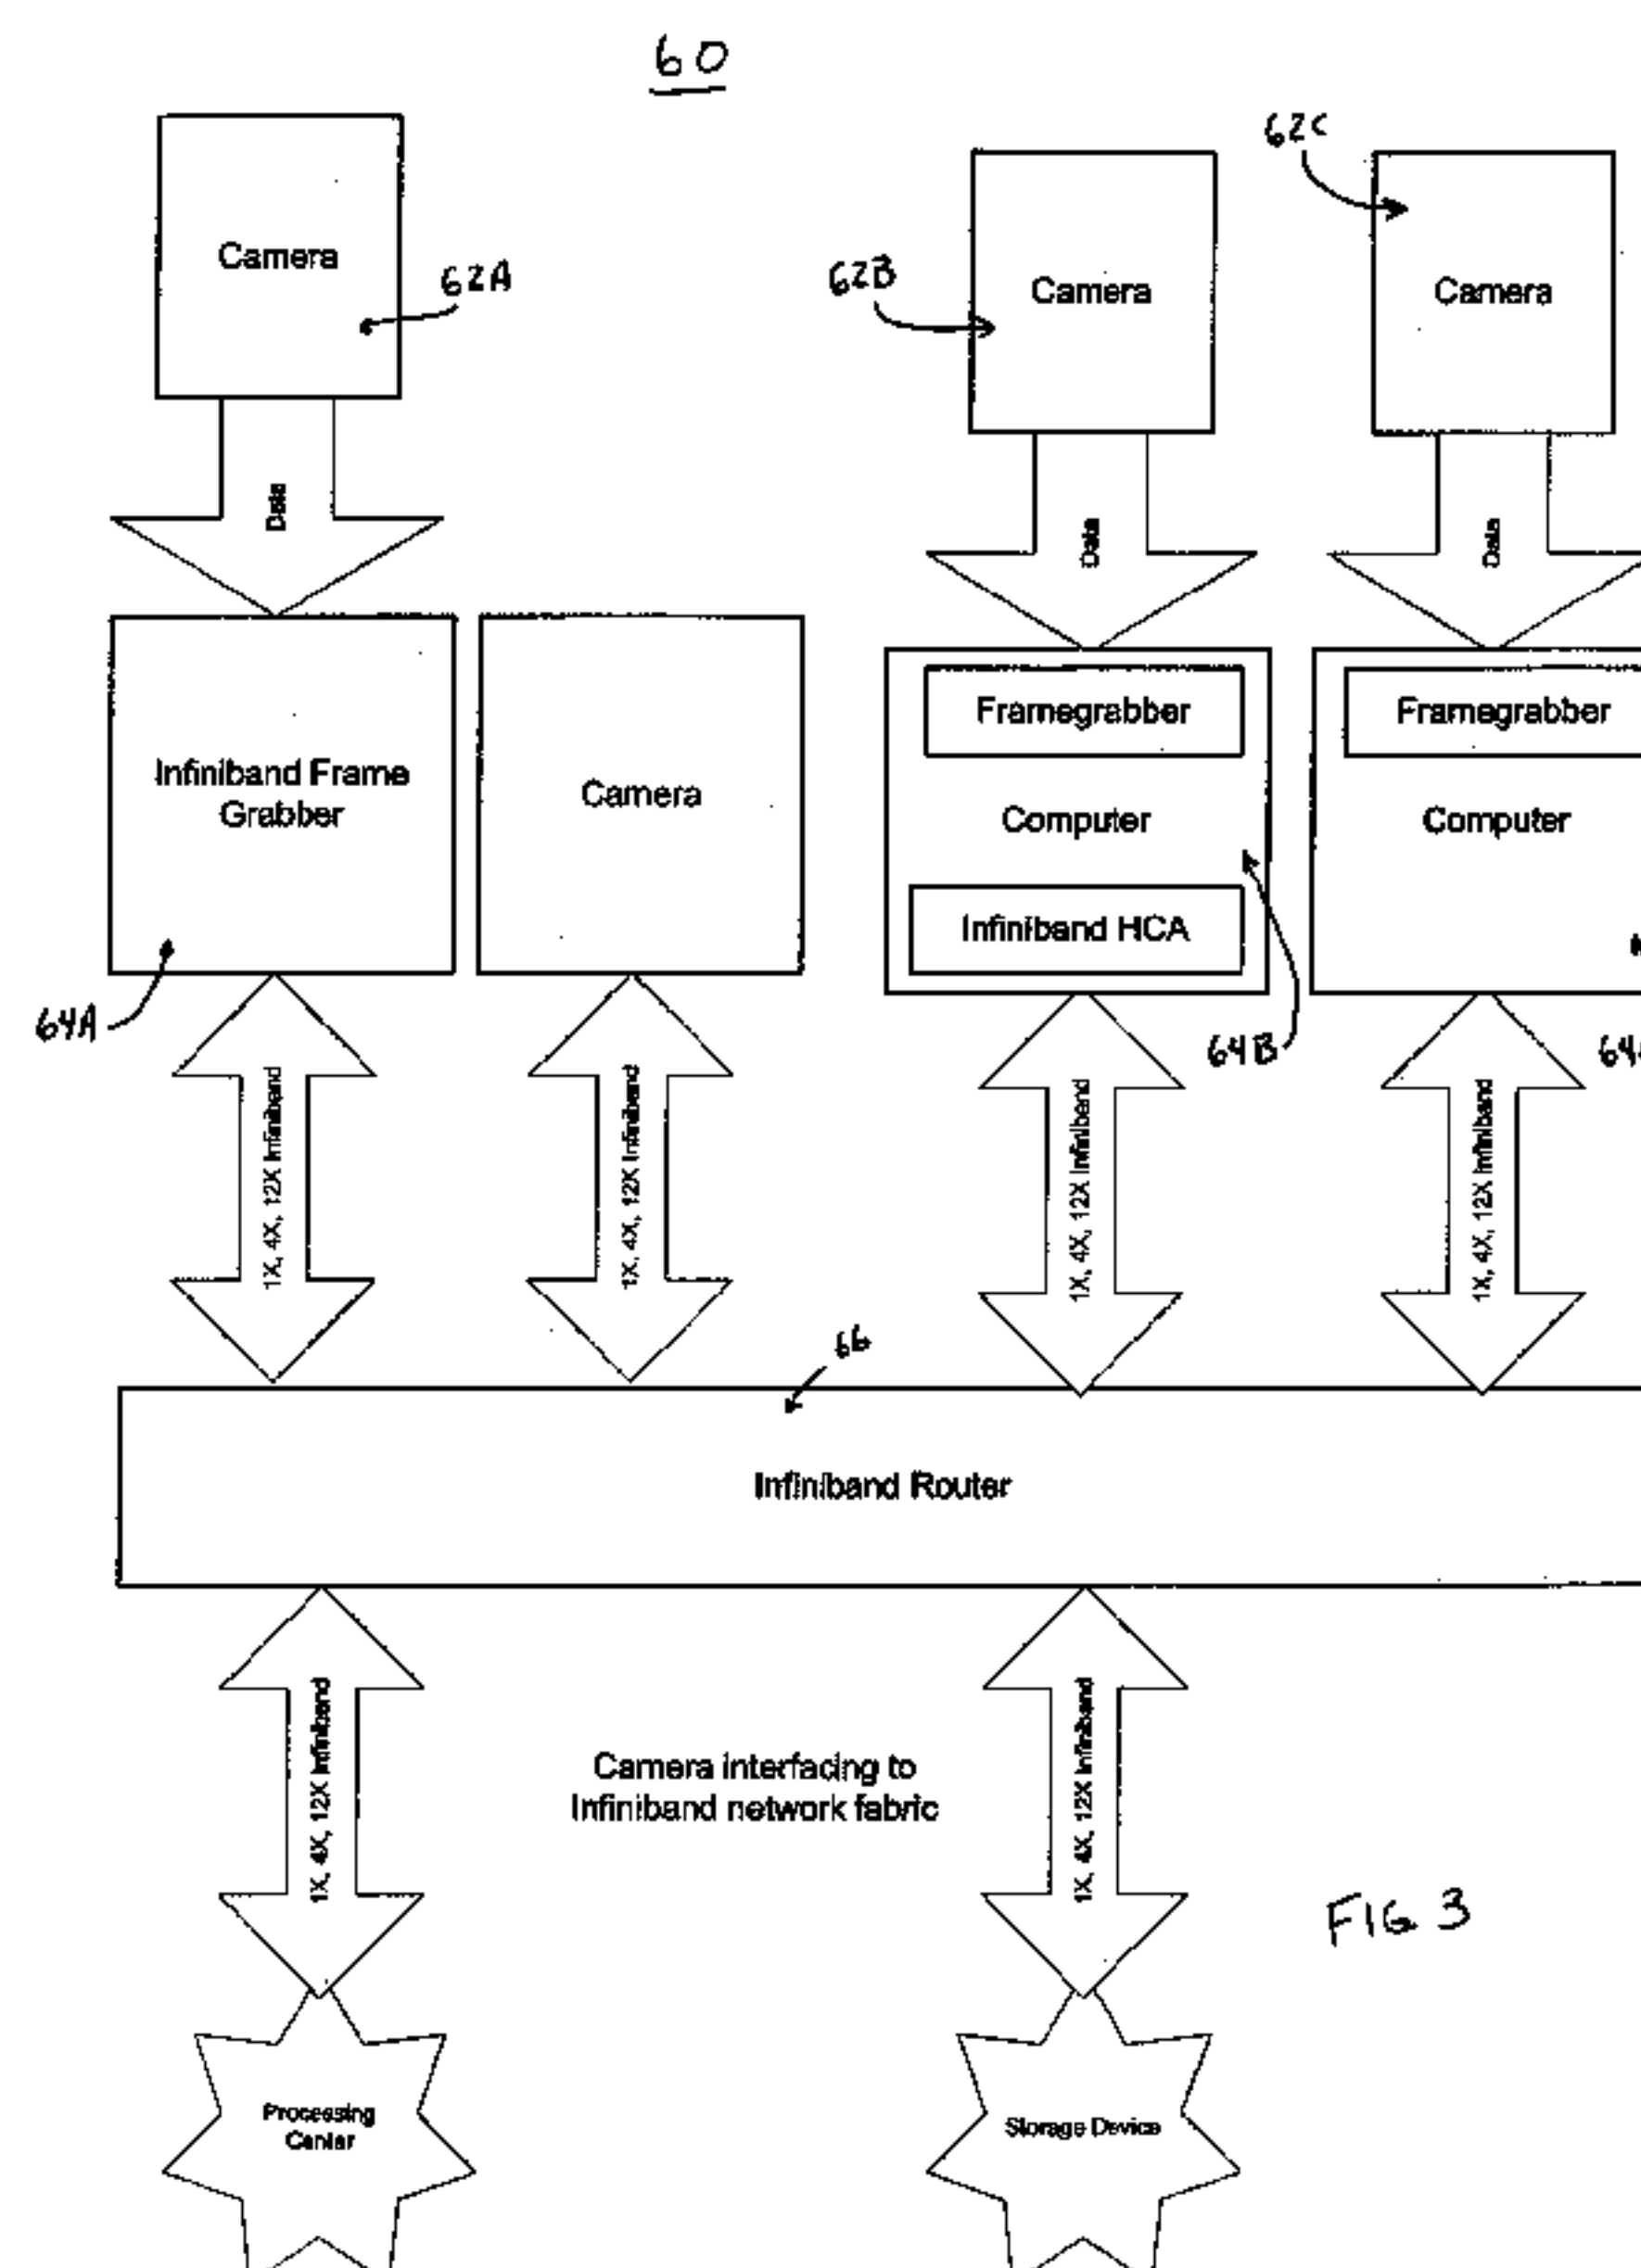 60
62C
Camera
62A
62B
Camera
Camera
Data
Data
Data
Framegrabber
Framegrabber
Infiniband Frame
Grabber
Camera
Computer
Computer
Infiniband HCA
64A
64B
1X, 4X, 12X Infiniband
1X, 4X, 12X Infiniband
1X, 4X, 12X Infiniband
1X, 4X, 12X Infiniband
66
Infiniband Router
1X, 4X, 12X Infiniband
1X, 4X, 12X Infiniband
Camera interfacing to
Infiniband network fabric
FIG. 3
Processing
Center
Storage Device